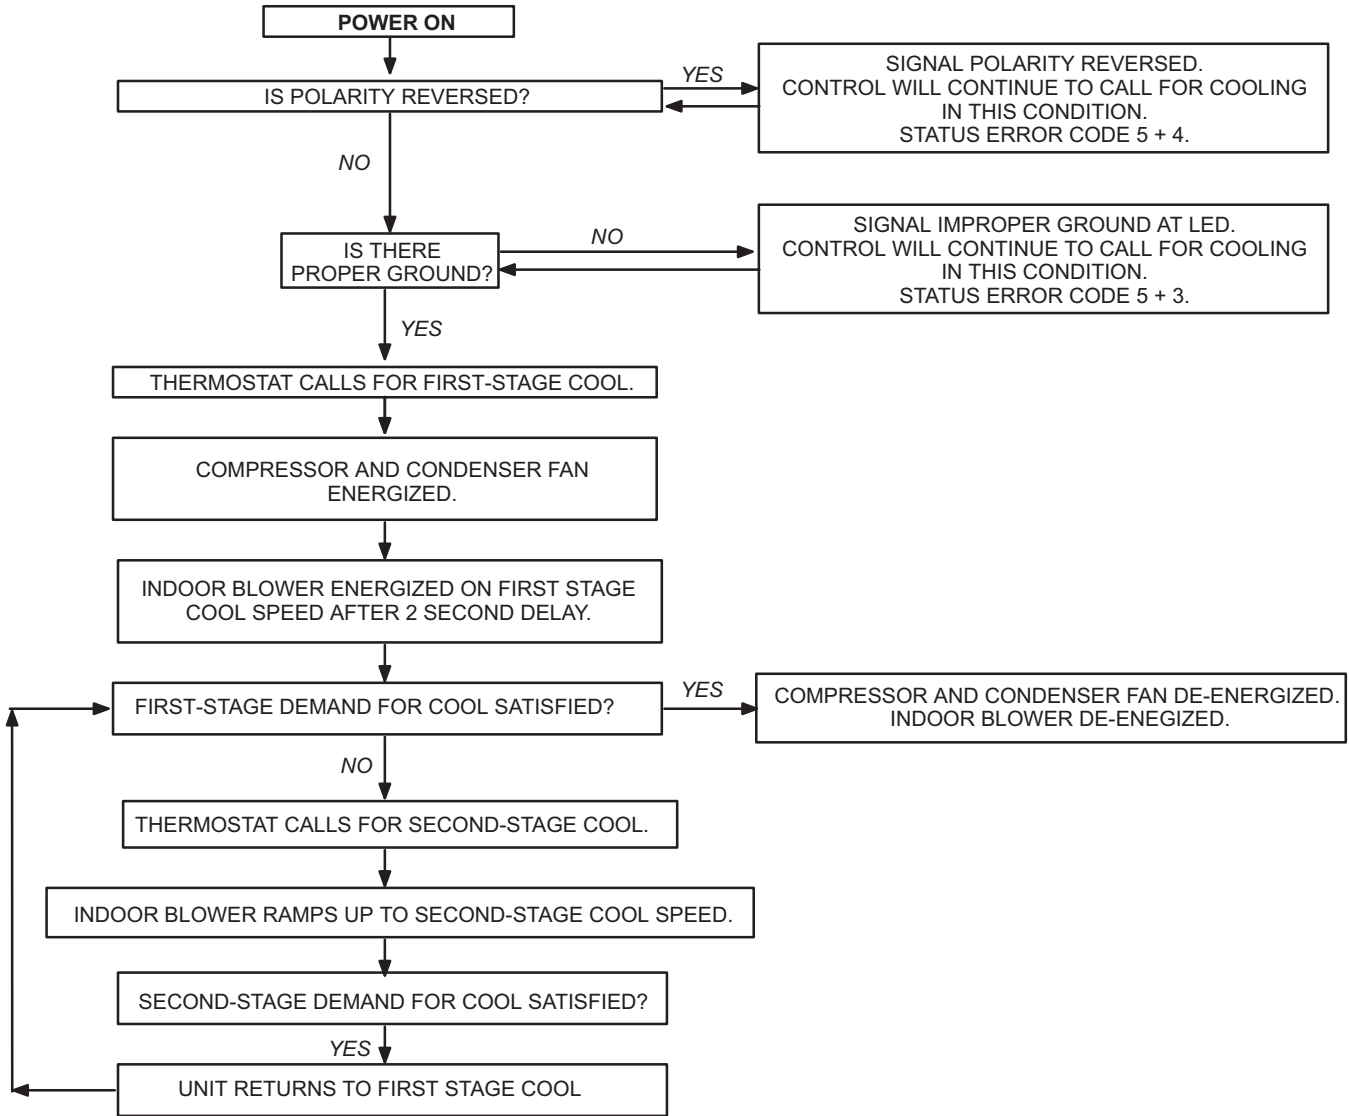 POWER ON
IS POLARITY REVERSED?
YES
SIGNAL POLARITY REVERSED.
CONTROL WILL CONTINUE TO CALL FOR COOLING
IN THIS CONDITION.
STATUS ERROR CODE 5 + 4.
NO
IS THERE
PROPER GROUND?
NO
SIGNAL IMPROPER GROUND AT LED.
CONTROL WILL CONTINUE TO CALL FOR COOLING
IN THIS CONDITION.
STATUS ERROR CODE 5 + 3.
YES
THERMOSTAT CALLS FOR FIRST-STAGE COOL.
COMPRESSOR AND CONDENSER FAN
ENERGIZED.
INDOOR BLOWER ENERGIZED ON FIRST STAGE
COOL SPEED AFTER 2 SECOND DELAY.
FIRST-STAGE DEMAND FOR COOL SATISFIED?
YES
COMPRESSOR AND CONDENSER FAN DE-ENERGIZED.
INDOOR BLOWER DE-ENEGIZED.
NO
THERMOSTAT CALLS FOR SECOND-STAGE COOL.
INDOOR BLOWER RAMPS UP TO SECOND-STAGE COOL SPEED.
SECOND-STAGE DEMAND FOR COOL SATISFIED?
YES
UNIT RETURNS TO FIRST STAGE COOL